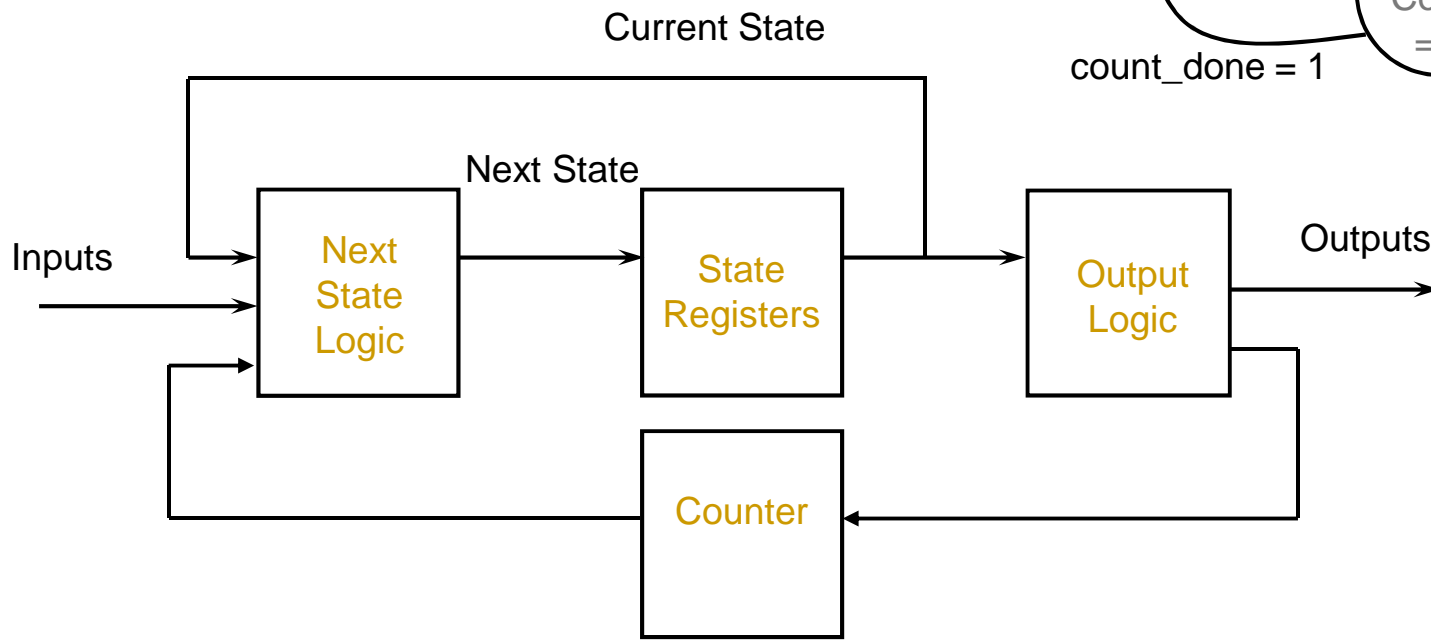 Current State
count_done = 1
Next State
Inputs
Next
State
Logic
State
Registers
Output
Logic
Outputs
Counter